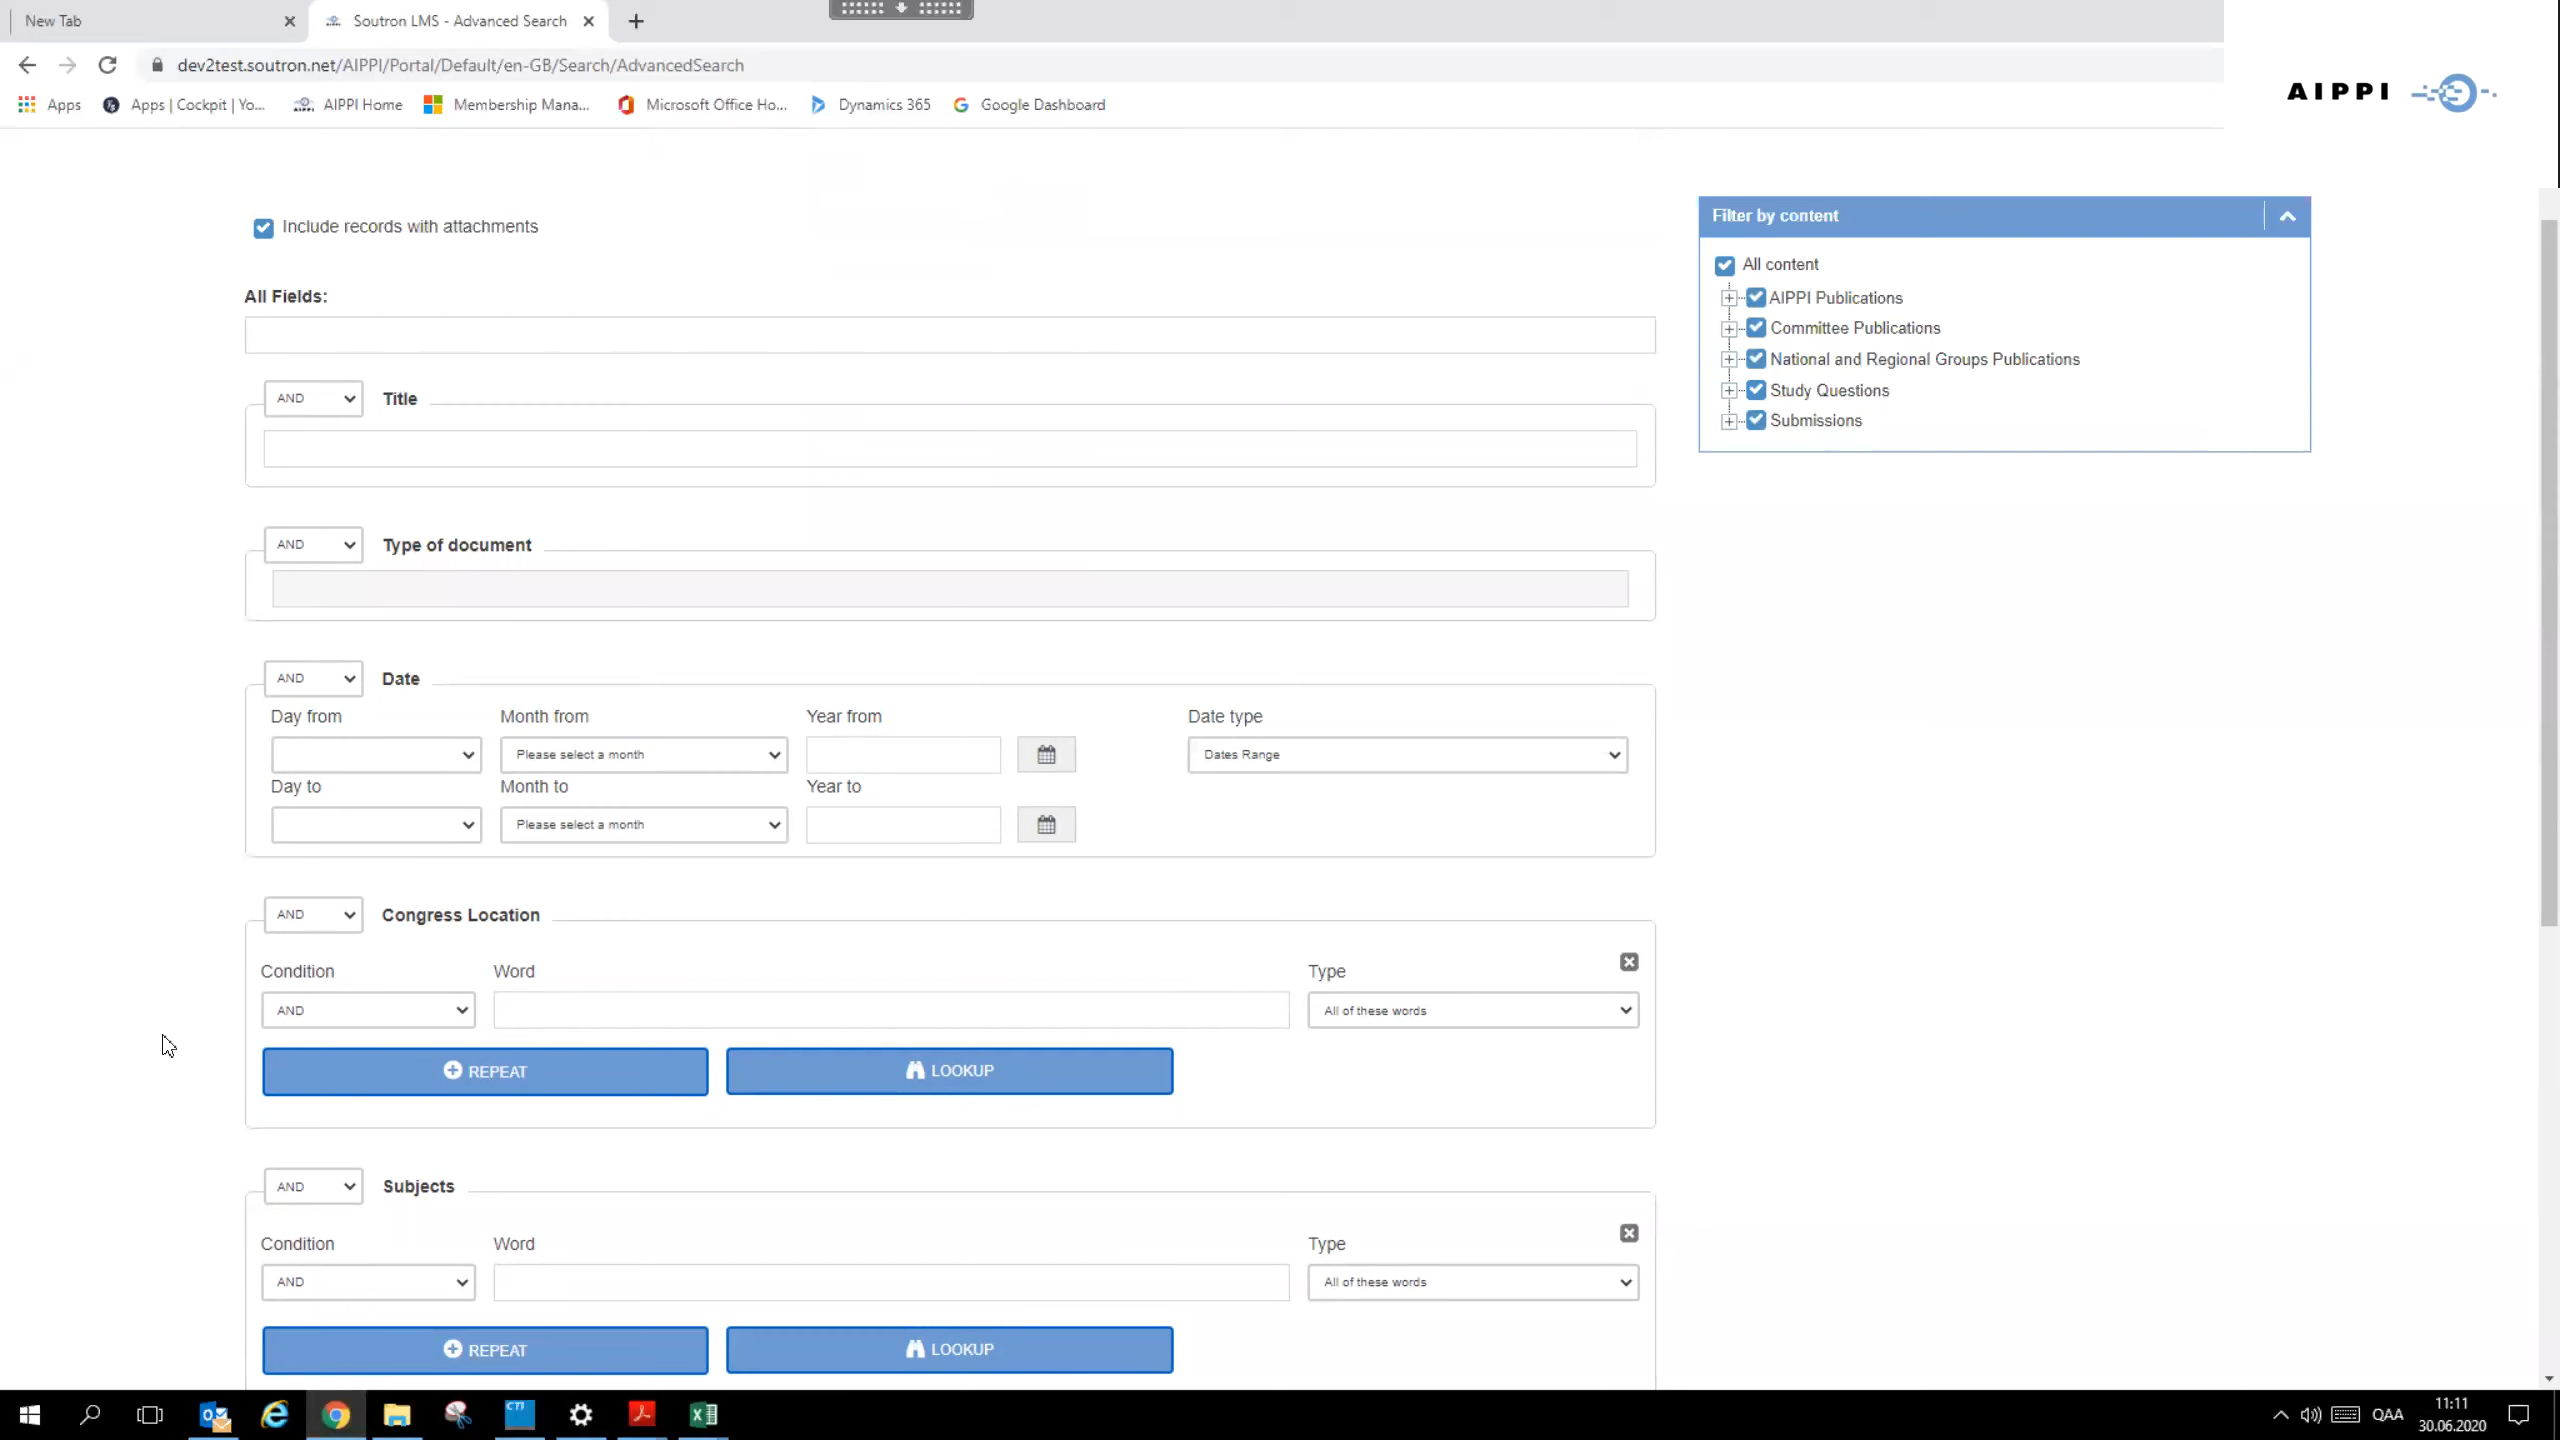 New Tab
Soutron LMS - Advanced Search
dev2test.soutron.net/AIPPI/Portal/Default/en-GB/Search/AdvancedSearch
Apps
Apps | Cockpit | Yo...
AIPPI Home
Membership Mana...
Microsoft Office Ho...
Dynamics 365
Google Dashboard
AIPPI
Include records with attachments
All Fields:
AND
Title
AND
Type of document
AND
Date
Day from
Month from
Year from
Date type
Please select a month
Dates Range
Day to
Month to
Year to
Please select a month
AND
Congress Location
Condition
Word
Type
AND
All of these words
REPEAT
LOOKUP
AND
Subjects
Condition
Word
Type
AND
All of these words
REPEAT
LOOKUP
Filter by content
All content
AIPPI Publications
Committee Publications
National and Regional Groups Publications
Study Questions
Submissions
CTI
QAA
11:11
30.06.2020